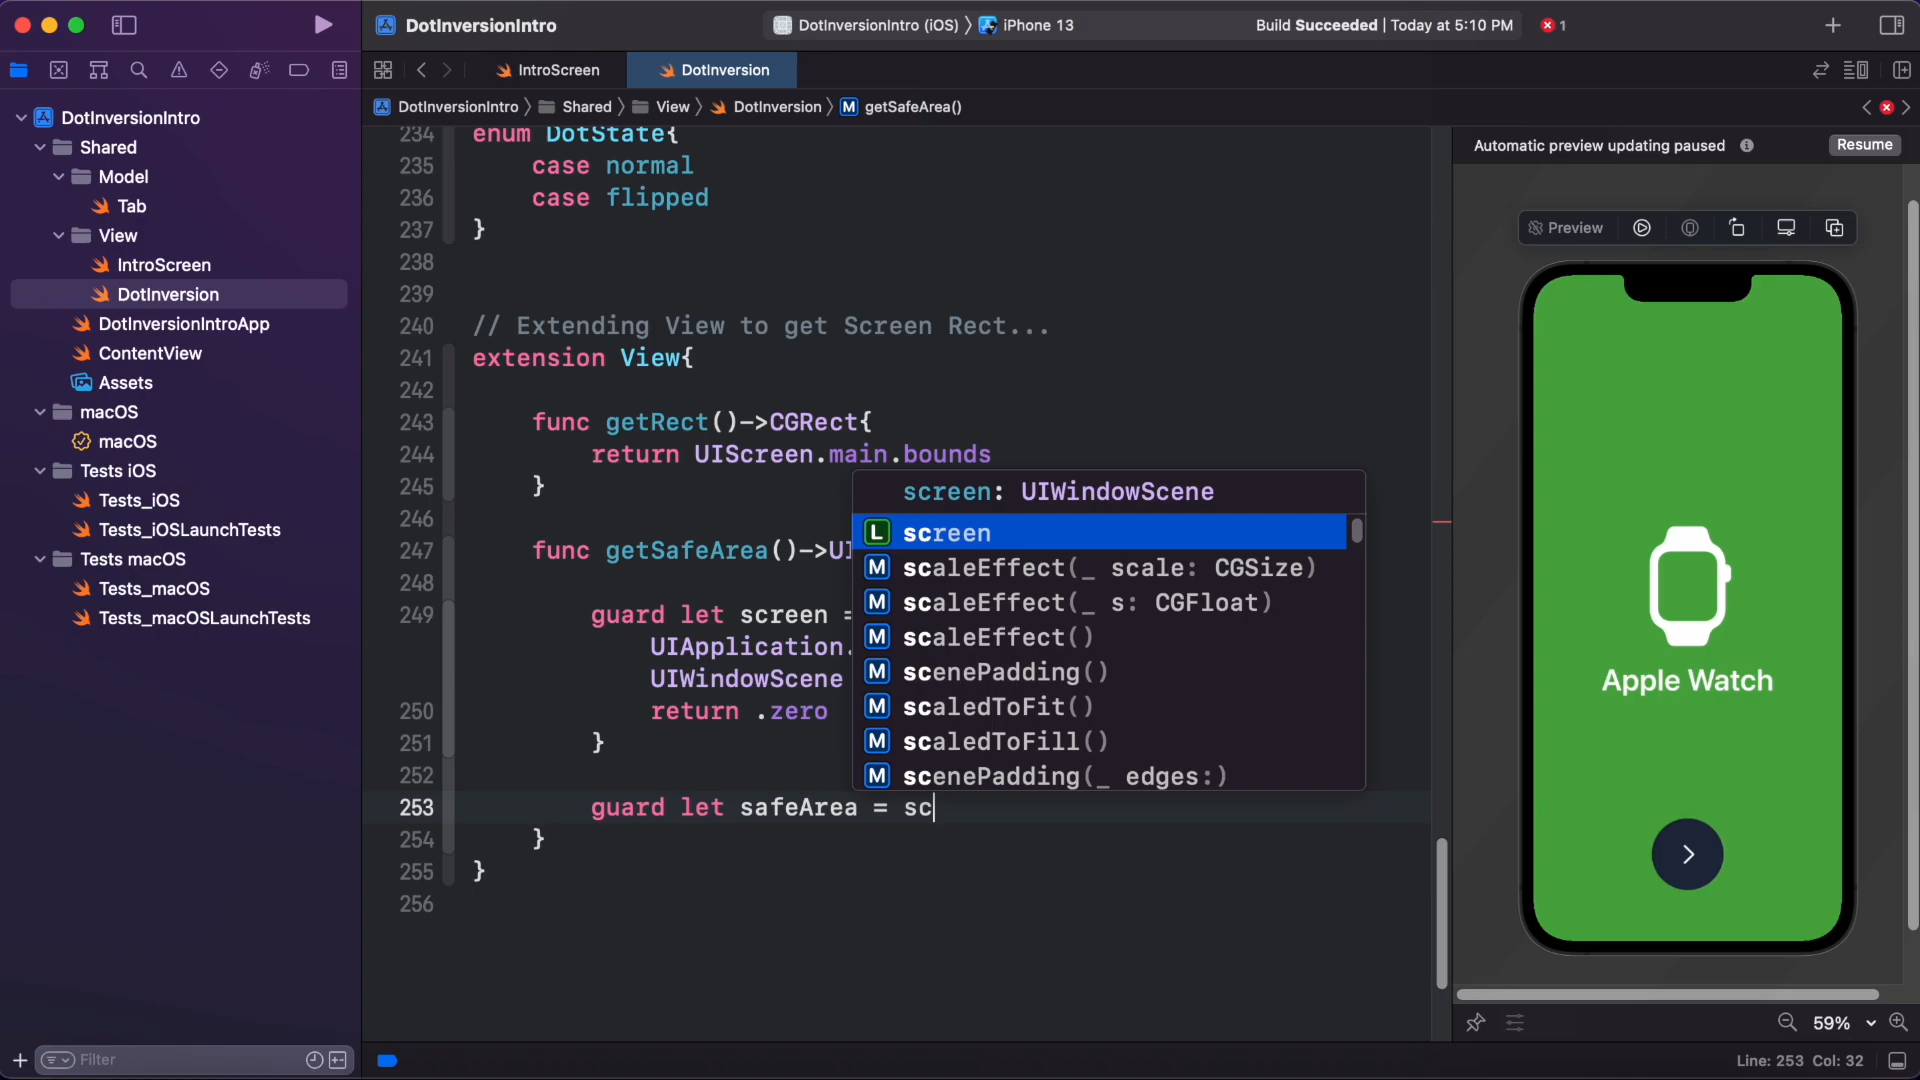 DotInversionIntro
DotInversionIntro (iOS) 〉 iPhone 13
Build Succeeded | Today at 5:10 PM
1
IntroScreen
DotInversion
DotInversionIntro 〉 Shared 〉 View 〉 DotInversion 〉 M getSafeArea()
DotInversionIntro
Shared
Model
Tab
View
IntroScreen
DotInversion
DotInversionIntroApp
ContentView
Assets
macOS
macOS
Tests iOS
Tests_iOS
Tests_iOSLaunchTests
Tests macOS
Tests_macOS
Tests_macOSLaunchTests
Filter
234 enum DotState{
235 case normal
236 case flipped
237 }
238
239
240 // Extending View to get Screen Rect...
241 extension View{
242
243 func getRect()->CGRect{
244 return UIScreen.main.bounds
245 }
246
247 func getSafeArea()->UI
248
249 guard let screen =
UIApplication.
UIWindowScene
250 return .zero
251 }
252
253 guard let safeArea = sc
254 }
255 }
256
screen: UIWindowScene
L screen
M scaleEffect(_ scale: CGSize)
M scaleEffect(_ s: CGFloat)
M scaleEffect()
M scenePadding()
M scaledToFit()
M scaledToFill()
M scenePadding(_ edges:)
Automatic preview updating paused
Resume
Preview
Apple Watch
59%
Line: 253 Col: 32